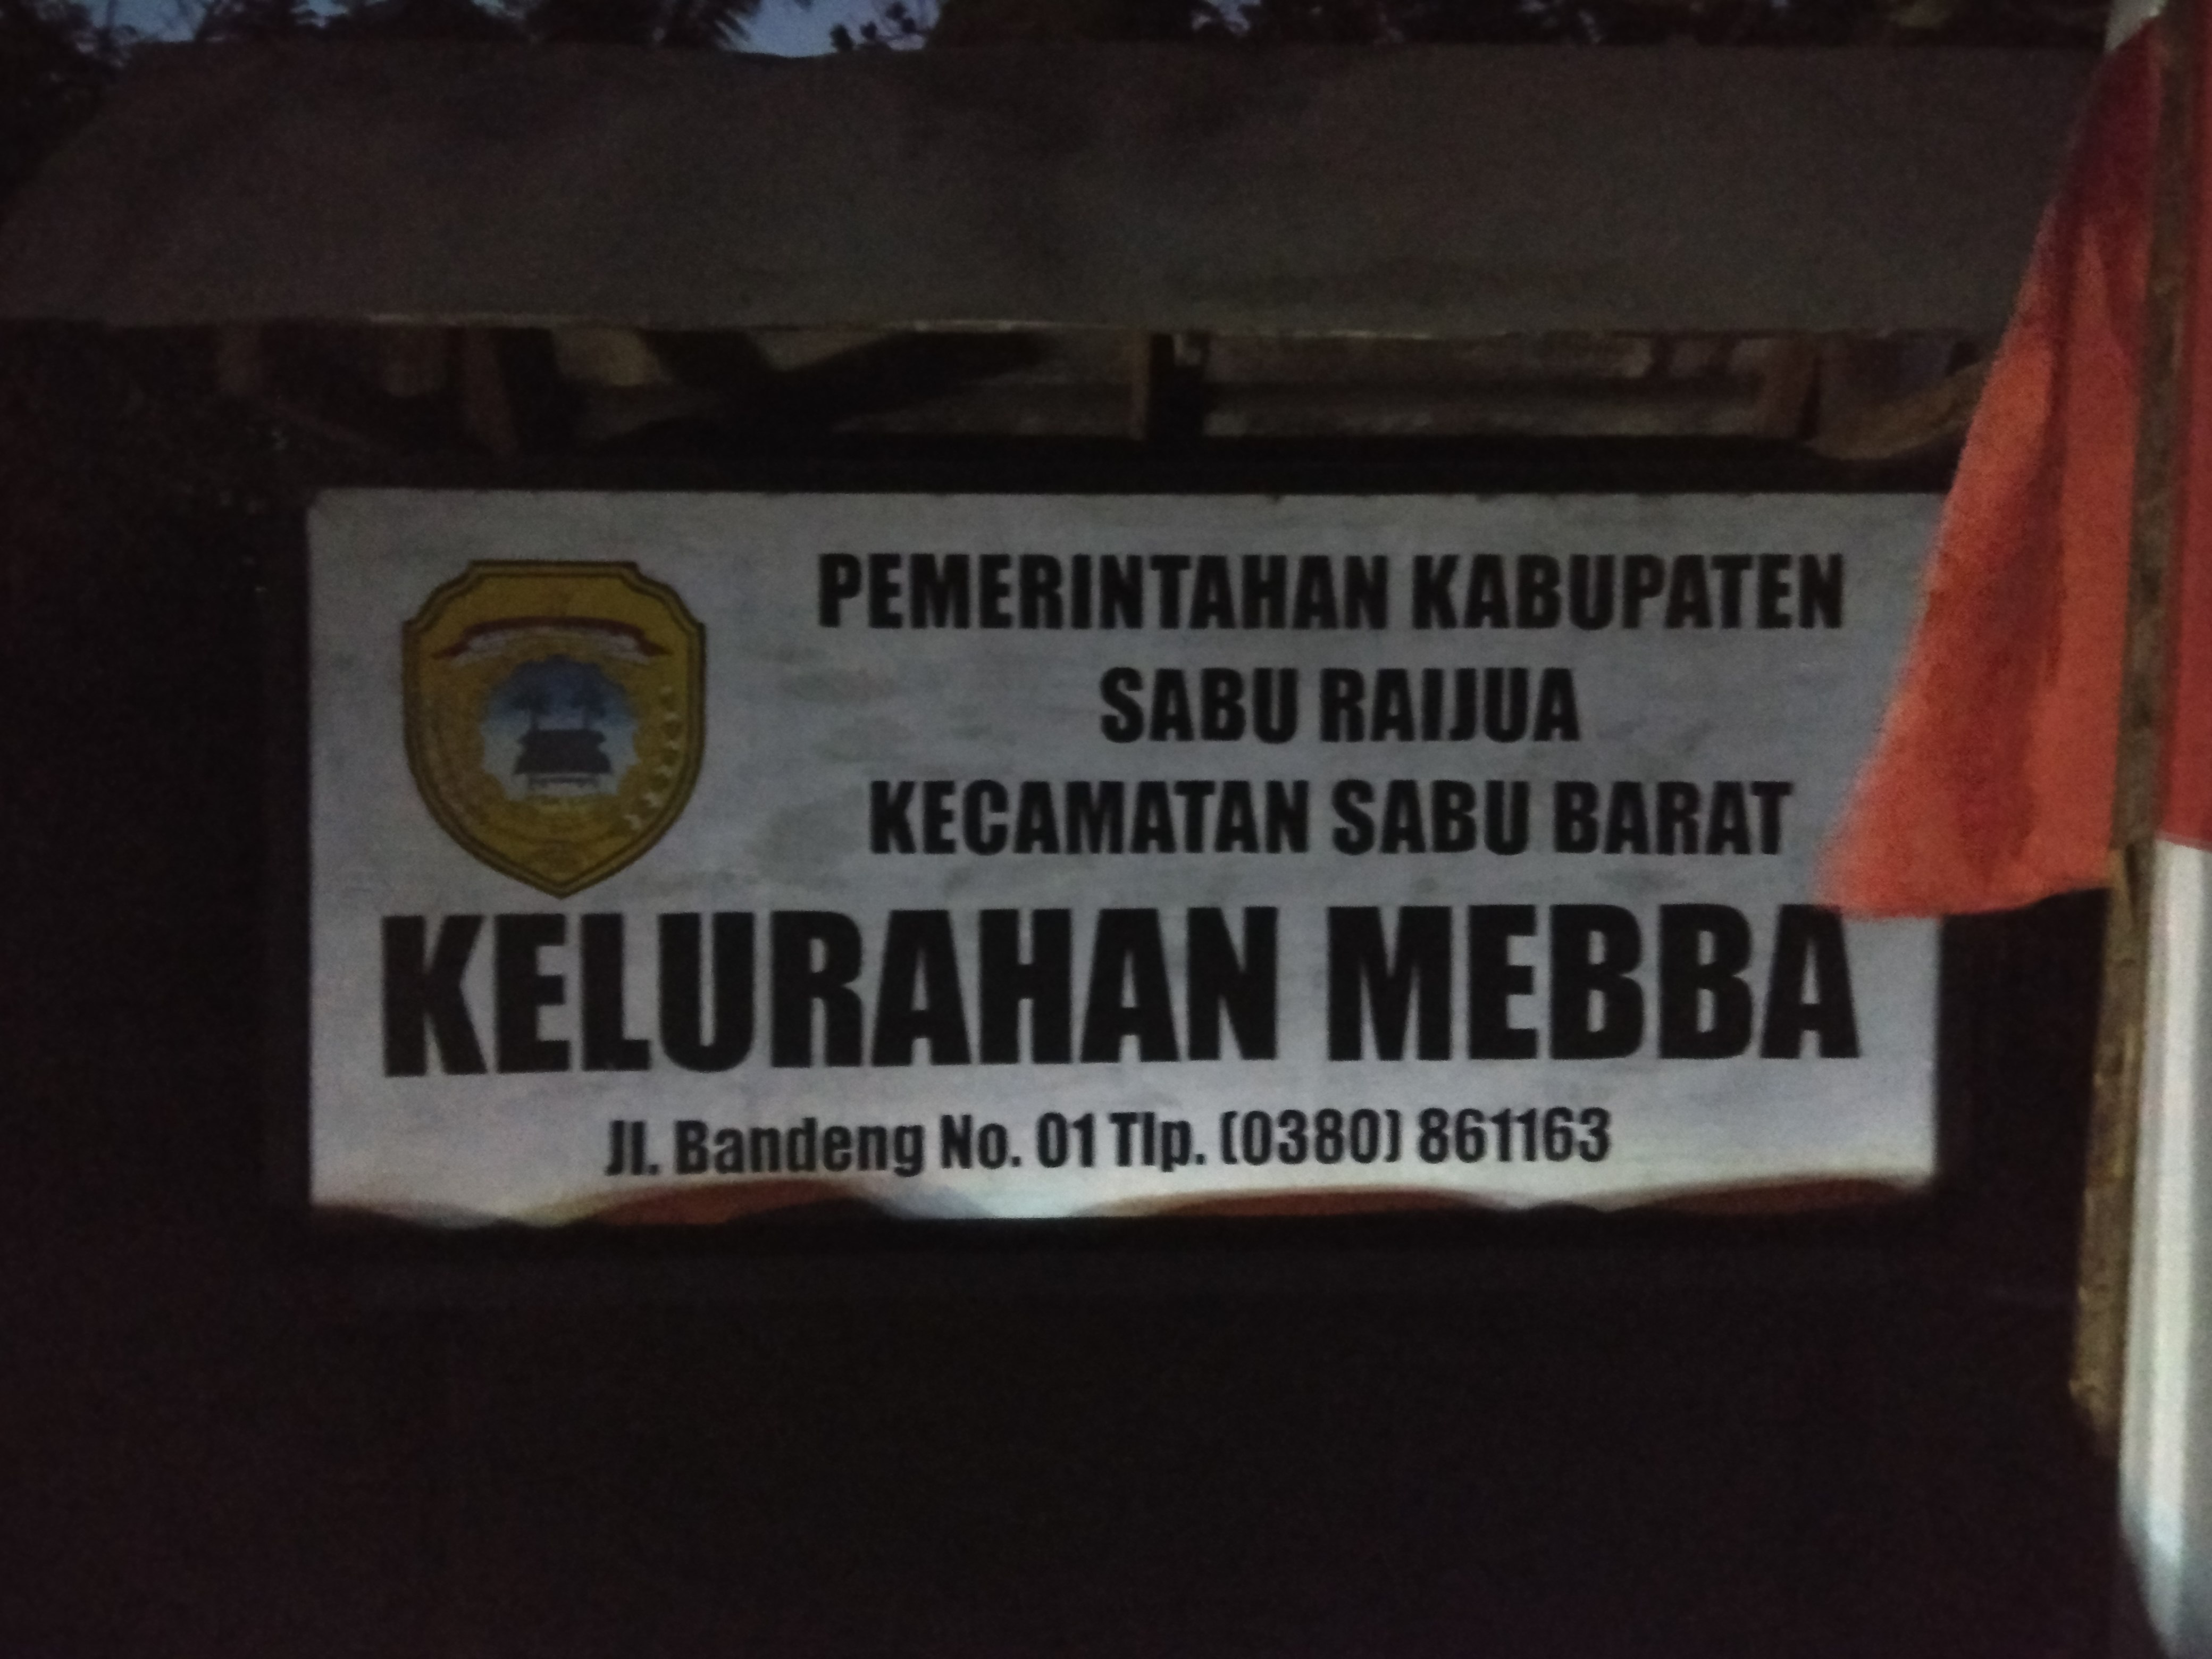 PEMERINTAHAN KABUPATEN
SABU RAIJUA
KECAMATAN SABU BARAT
KELURAHAN MEBBA
Jl. Bandeng No. 01 Tlp. (0380) 861163